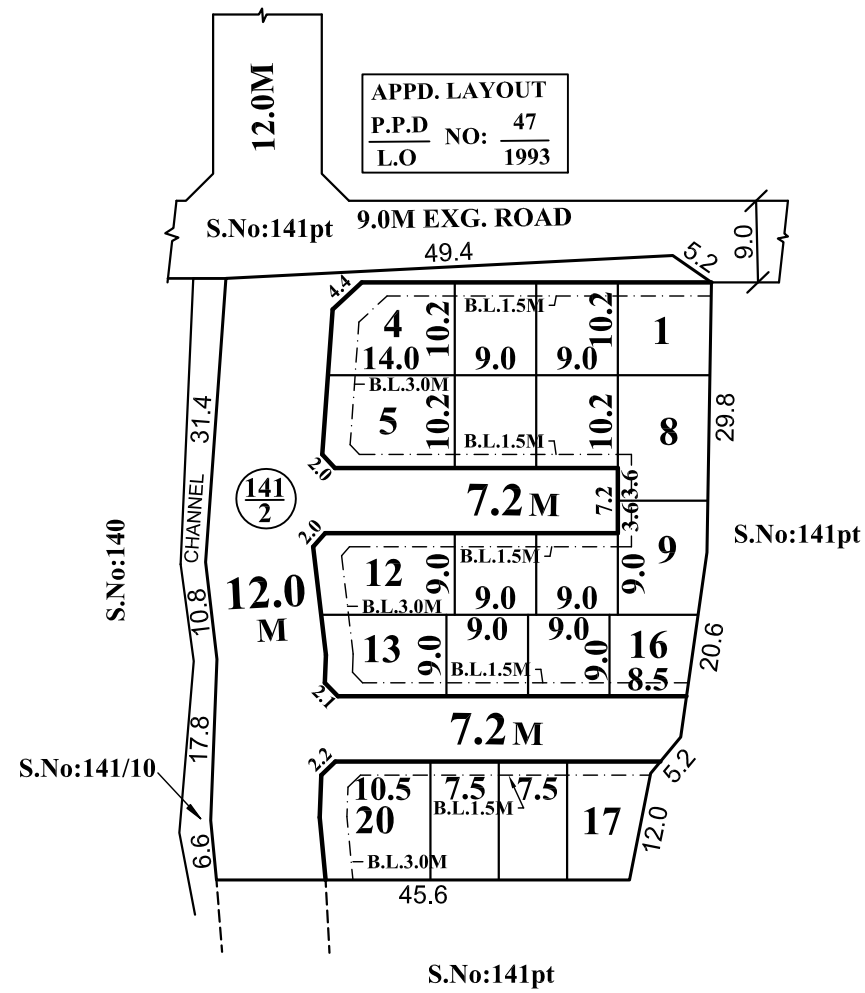 12.0M
APPD. LAYOUT
P.P.D
L.O
NO:
47
1993
S.No:141pt
9.0M EXG. ROAD
9.0
49.4
5.2
4.4
B.L.1.5M
4
10.2
10.2
1
14.0
9.0
9.0
B.L.3.0M
5
10.2
10.2
8
29.8
31.4
B.L.1.5M
2.0
CHANNEL
141
2
7.2 M
7.2
3.6
3.6
S.No:140
2.0
S.No:141pt
9
B.L.1.5M
12
9.0
9.0
12.0
M
B.L.3.0M
9.0
9.0
10.8
13
9.0
9.0
9.0
9.0
16
20.6
B.L.1.5M
8.5
2.1
17.8
7.2 M
S.No:141/10
2.2
5.2
10.5
7.5
7.5
B.L.1.5M
20
17
12.0
6.6
B.L.3.0M
45.6
S.No:141pt